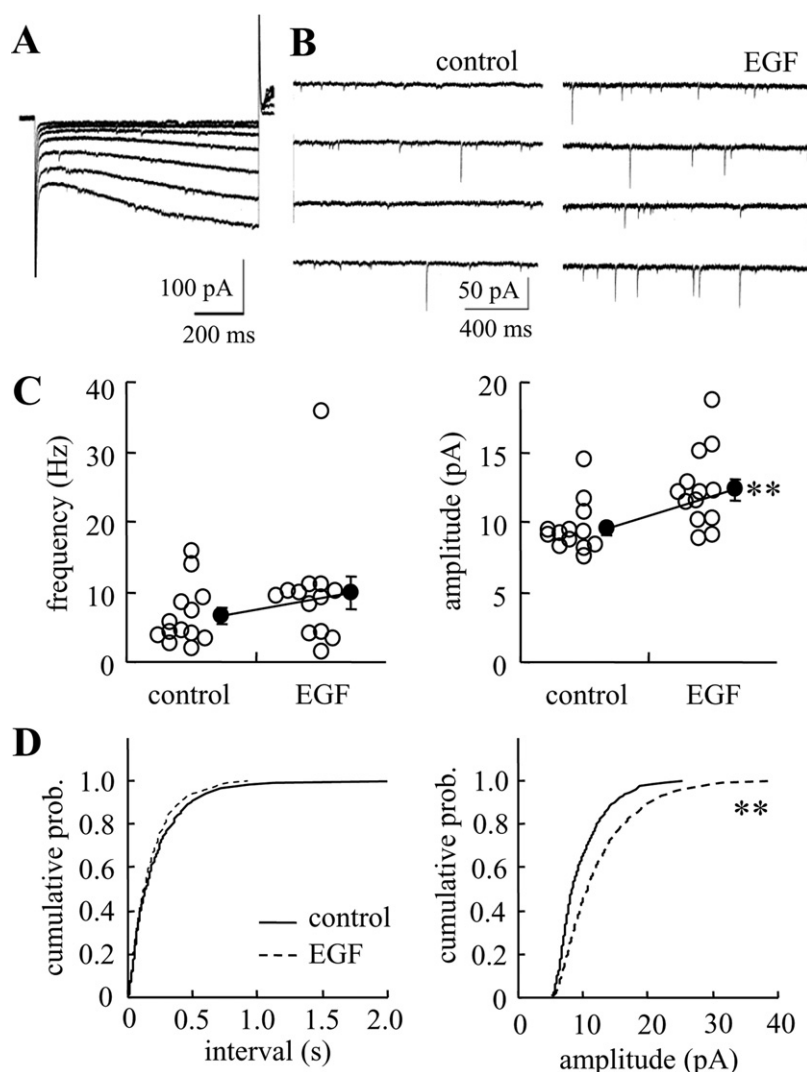 A
100 pA
200 ms
B
control
EGF
50 pA
400 ms
C
frequency (Hz)
40
30
20
10
0
control
EGF
amplitude (pA)
20
15
10
5
0
**
control
EGF
D
cumulative prob.
1.0
0.8
0.6
0.4
0.2
0
control
EGF
0
0.5
1.0
1.5
2.0
interval (s)
cumulative prob.
1.0
0.8
0.6
0.4
0.2
0
**
0
10
20
30
40
amplitude (pA)